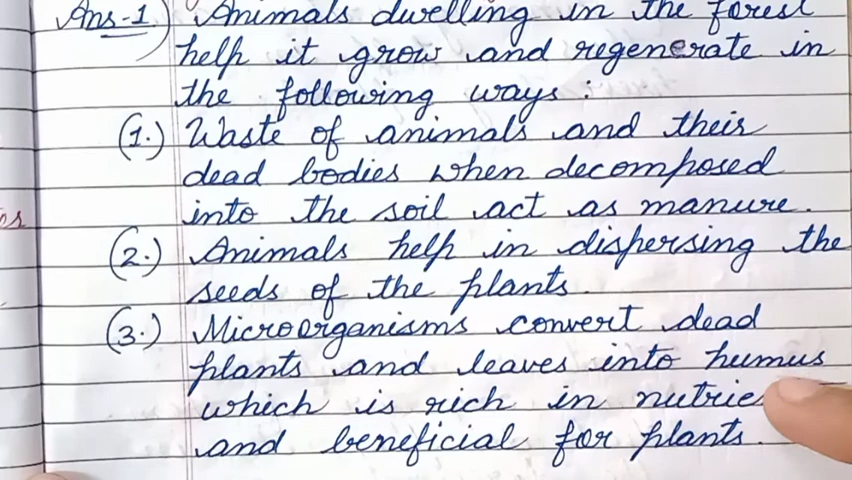 Ans-1) Animals dwelling in the forest
help it grow and regenerate in
the following ways :
(1.) Waste of animals and their
dead bodies when decomposed
into the soil act as manure.
(2.) Animals help in dispersing the
seeds of the plants.
(3.) Microorganisms convert dead
plants and leaves into humus
which is rich in nutrie
and beneficial for plants.